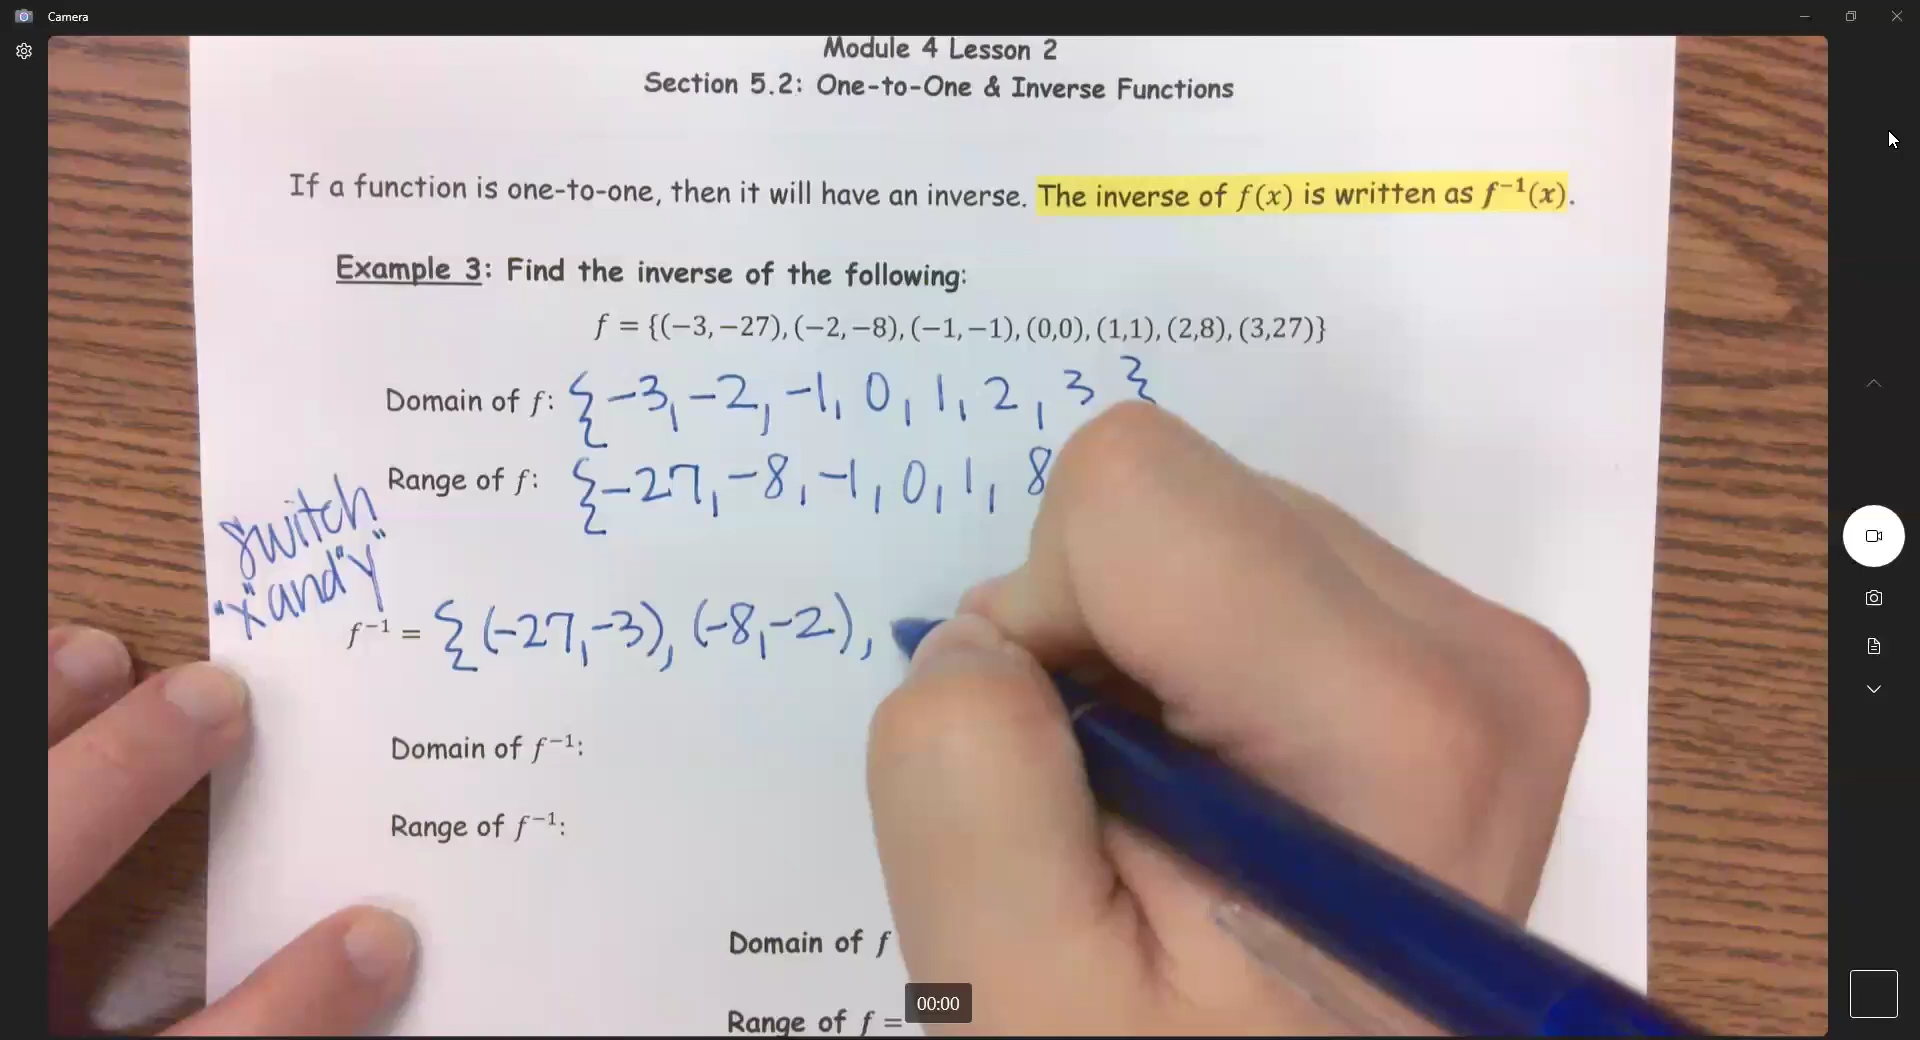 Camera
Module 4 Lesson 2
Section 5.2: One-to-One & Inverse Functions
If a function is one-to-one, then it will have an inverse. The inverse of f(x) is written as f⁻¹(x).
Example 3: Find the inverse of the following:
f = {(−3, −27), (−2, −8), (−1, −1), (0,0), (1,1), (2,8), (3,27)}
Domain of f: {-3, -2, -1, 0, 1, 2, 3}
Range of f: {-27, -8, -1, 0, 1, 8
switch
"x" and "y"
f⁻¹ = {(-27, -3), (-8, -2),
Domain of f⁻¹:
Range of f⁻¹:
Domain of f
Range of f =
00:00